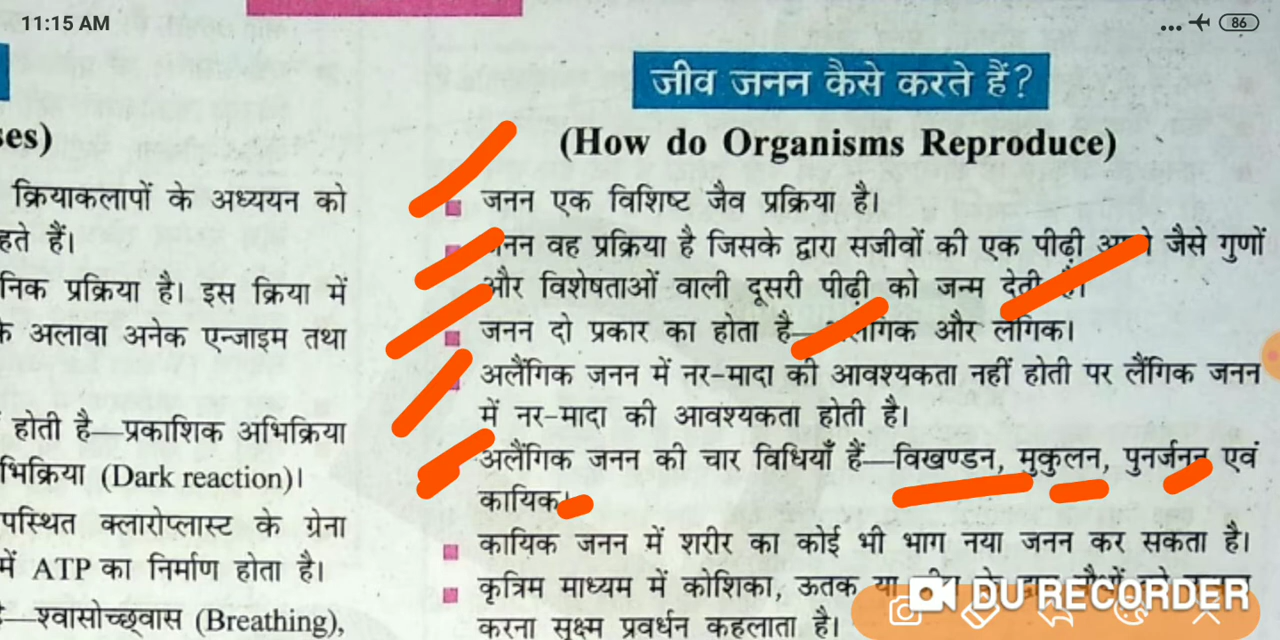 11:15 AM
86
जीव जनन कैसे करते हैं?
(How do Organisms Reproduce)
जनन एक विशिष्ट जैव प्रक्रिया है।
वह प्रक्रिया है जिसके द्वारा सजीवों की एक पीढ़ी जैसे गुणों
और विशेषताओं वाली दूसरी पीढ़ी को जन्म देती
जनन दो प्रकार का होता है— और लैंगिक।
अलैंगिक जनन में नर-मादा की आवश्यकता नहीं होती पर लैंगिक जनन
में नर-मादा की आवश्यकता होती है।
अलैंगिक जनन की चार विधियाँ हैं—विखण्डन, मुकुलन, पुनर्जनन एवं
कायिक।
कायिक जनन में शरीर का कोई भी भाग नया जनन कर सकता है।
कृत्रिम माध्यम में कोशिका, ऊतक या
करना सूक्ष्म प्रवर्धन कहलाता है।
ses)
क्रियाकलापों के अध्ययन को
हते हैं।
निक प्रक्रिया है। इस क्रिया में
के अलावा अनेक एन्जाइम तथा
होती है—प्रकाशिक अभिक्रिया
भिक्रिया (Dark reaction)।
पस्थित क्लारोप्लास्ट के ग्रेना
में ATP का निर्माण होता है।
—श्वासोच्छ्वास (Breathing),
DU RECORDER